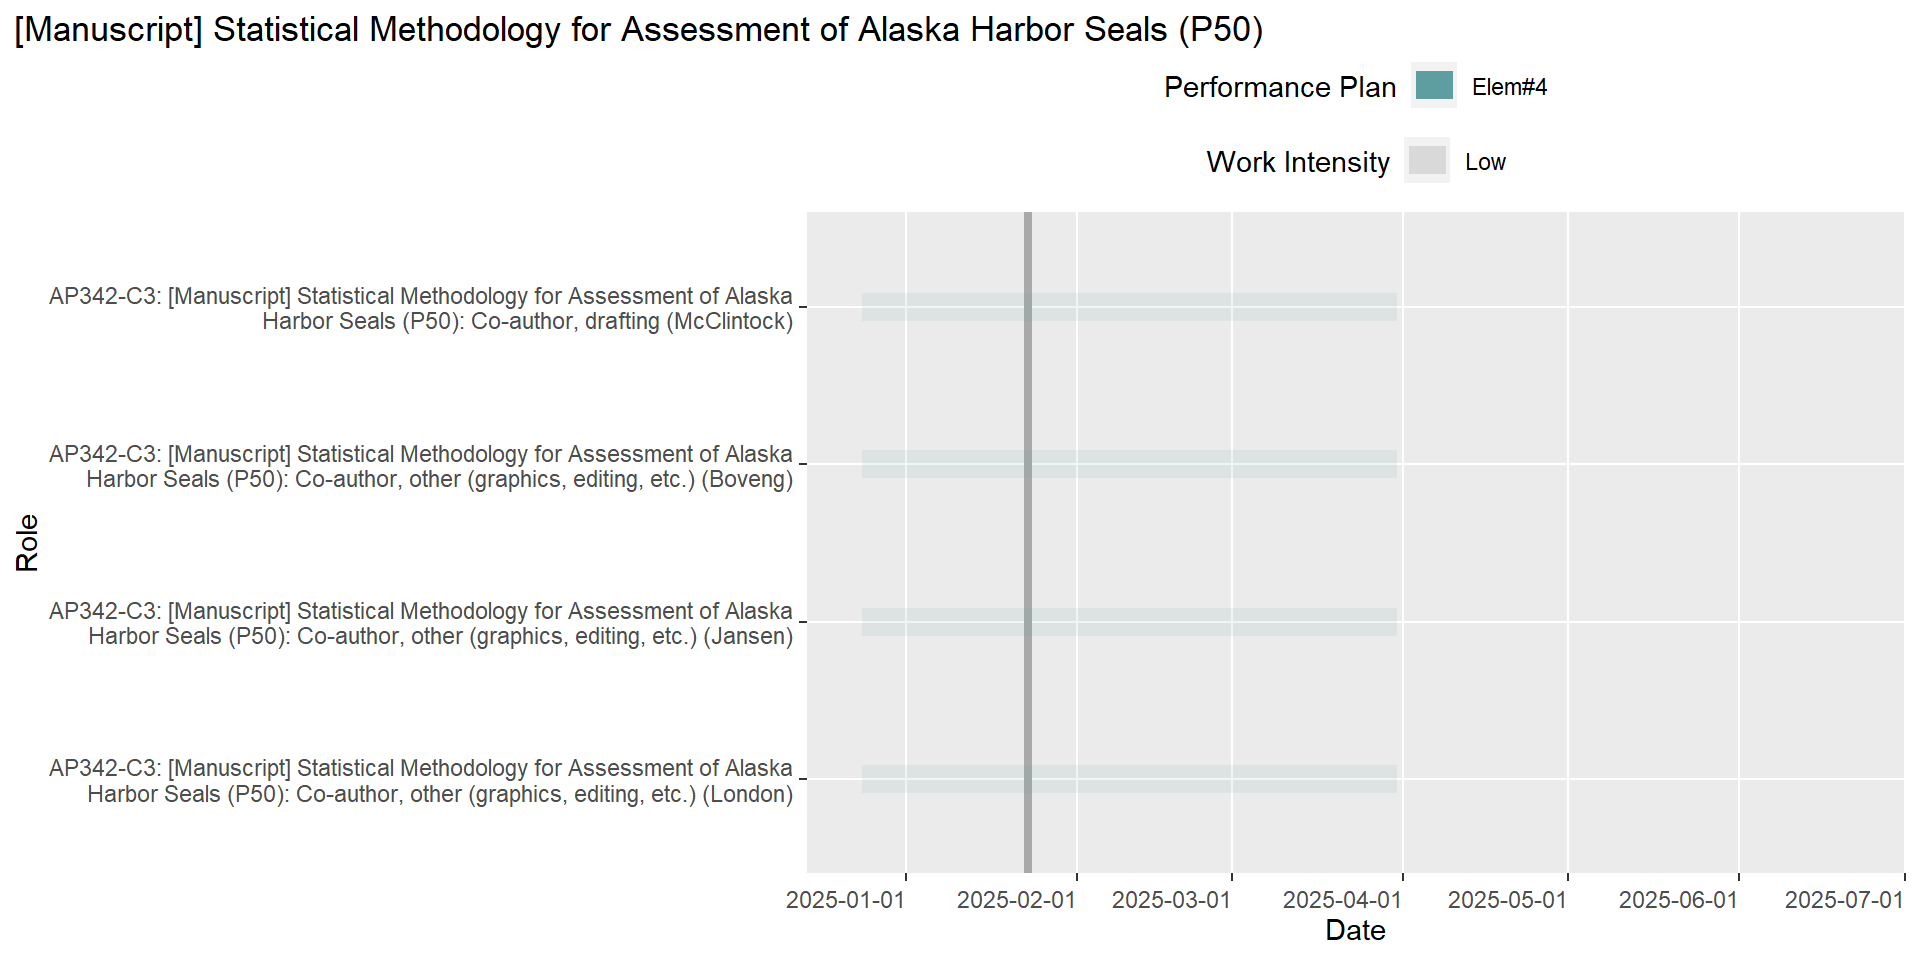 [Manuscript] Statistical Methodology for Assessment of Alaska Harbor Seals (P50)
Performance Plan
Elem#4
Work Intensity
Low
AP342-C3: [Manuscript] Statistical Methodology for Assessment of Alaska
Harbor Seals (P50): Co-author, drafting (McClintock)
AP342-C3: [Manuscript] Statistical Methodology for Assessment of Alaska
Harbor Seals (P50): Co-author, other (graphics, editing, etc.) (Boveng)
AP342-C3: [Manuscript] Statistical Methodology for Assessment of Alaska
Harbor Seals (P50): Co-author, other (graphics, editing, etc.) (Jansen)
AP342-C3: [Manuscript] Statistical Methodology for Assessment of Alaska
Harbor Seals (P50): Co-author, other (graphics, editing, etc.) (London)
Role
2025-01-01
2025-02-01
2025-03-01
2025-04-01
2025-05-01
2025-06-01
2025-07-01
Date